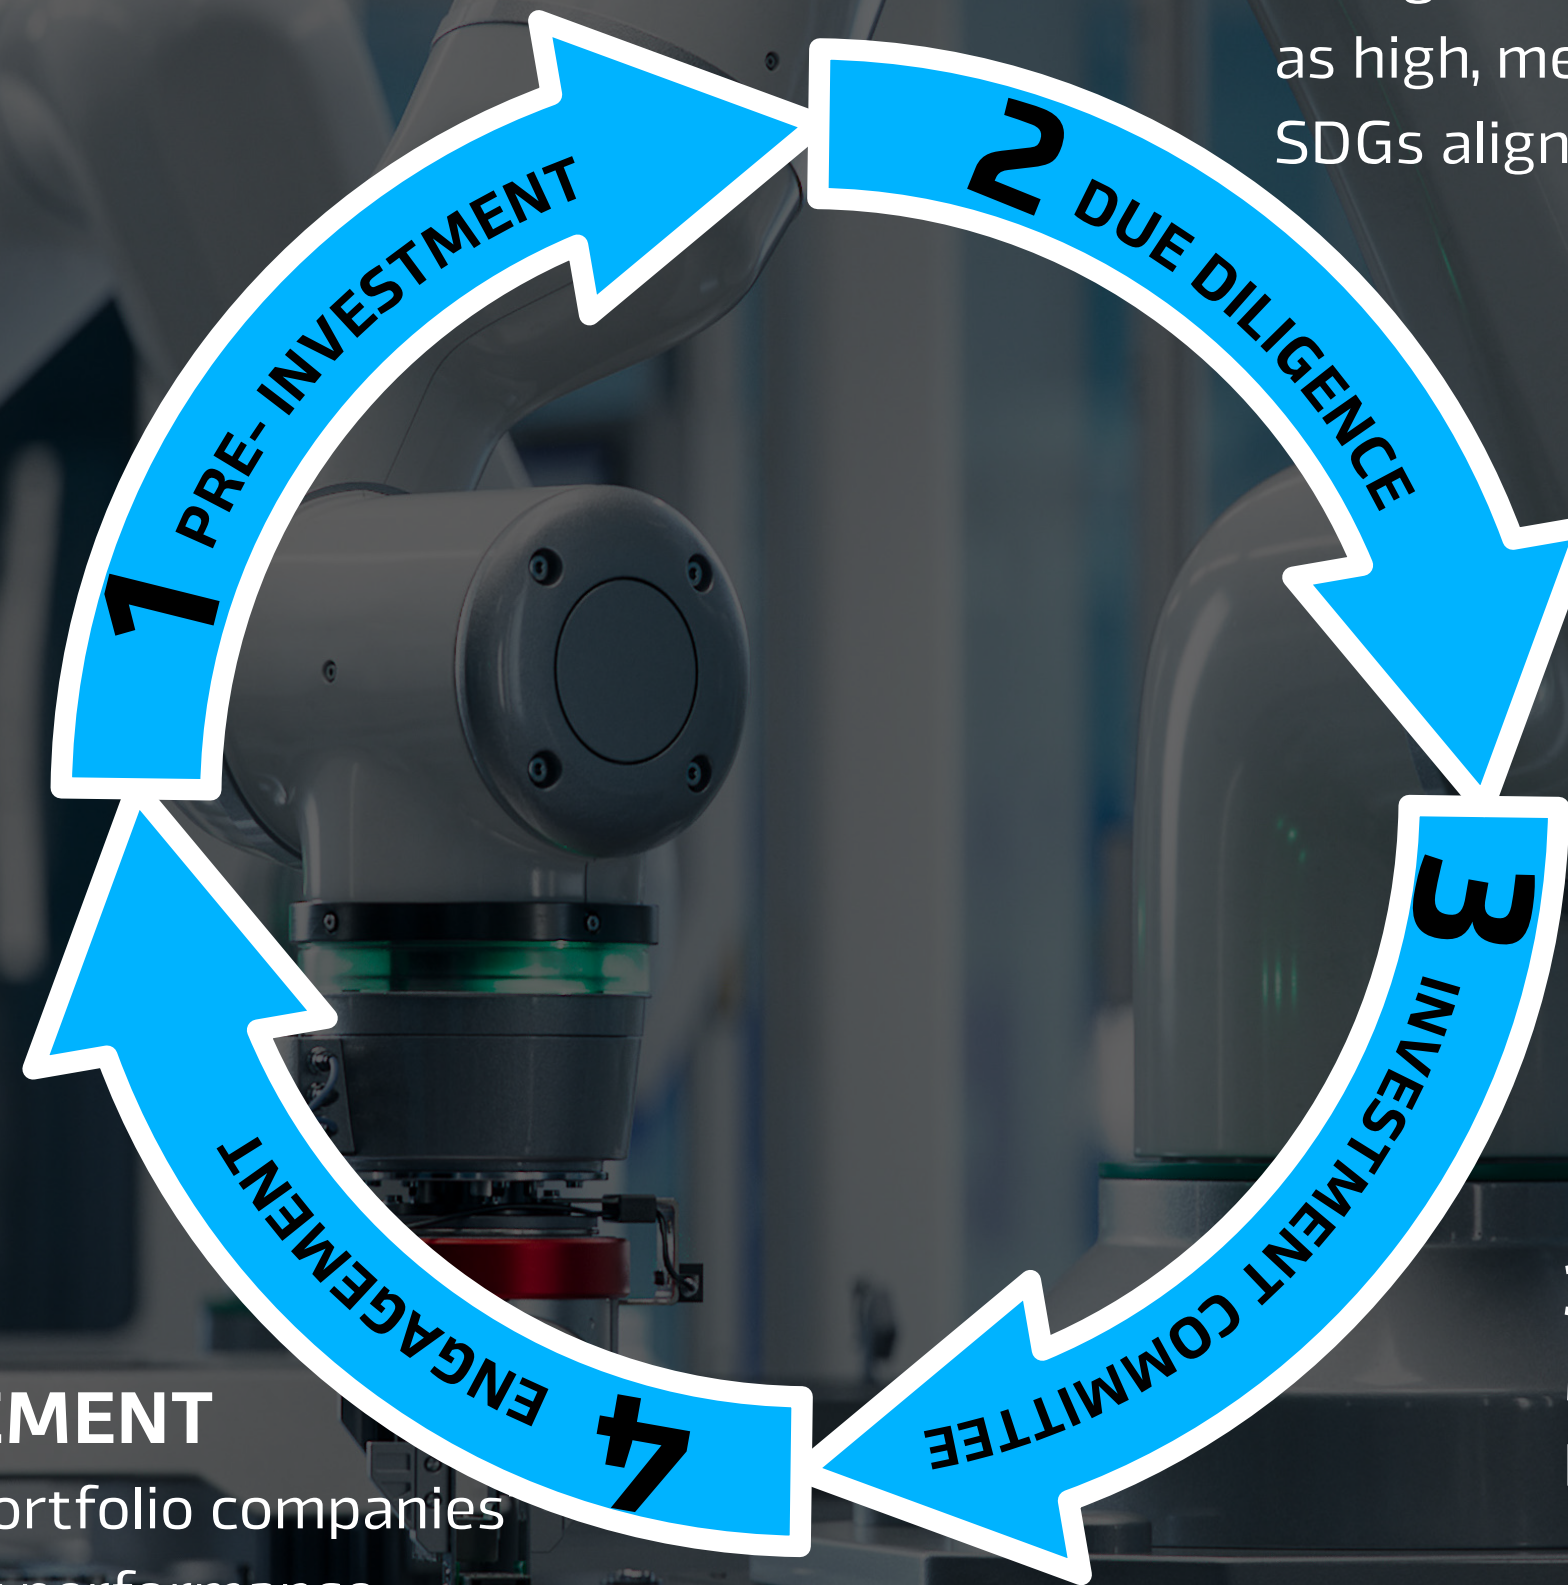 as high, me
SDGs align
1 PRE- INVESTMENT
2 DUE DILIGENCE
3 INVESTMENT COMMITTEE
4 ENGAGEMENT
EMENT
ortfolio companies
performance